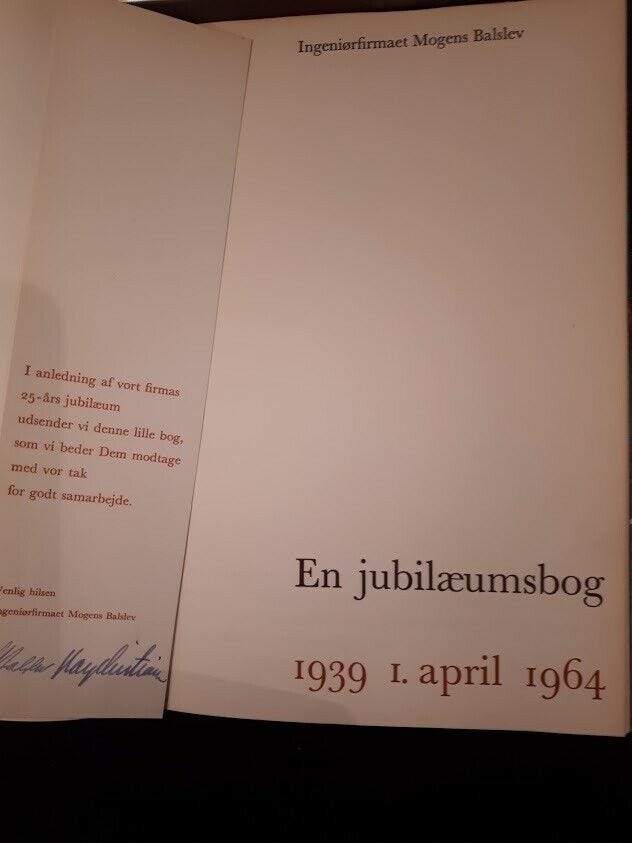 I anledning af vort firmas
25-års jubilæum
udsender vi denne lille bog,
som vi beder Dem modtage
med vor tak
for godt samarbejde.
Venlig hilsen
Ingeniørfirmaet Mogens Balslev
Ingeniørfirmaet Mogens Balslev
En jubilæumsbog
1939 1. april 1964